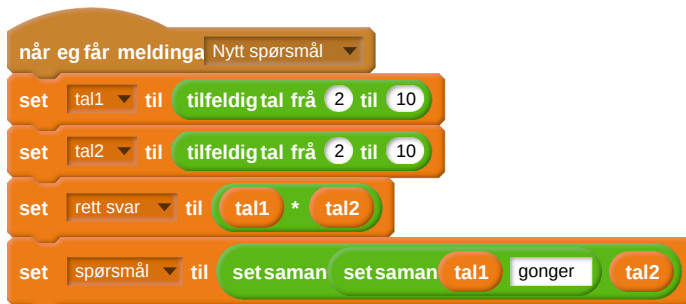 når eg får meldinga Nytt spørsmål
set tal1 til tilfeldig tal frå 2 til 10
set tal2 til tilfeldig tal frå 2 til 10
set rett svar til tal1 * tal2
set spørsmål til set saman set saman tal1 gonger tal2